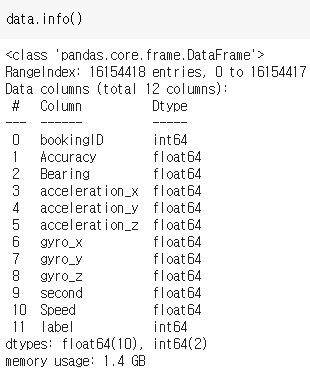 data.info()
<class 'pandas.core.frame.DataFrame'>
RangeIndex: 16154418 entries, 0 to 16154417
Data columns (total 12 columns):
 #   Column          Dtype
---  ------          -----
 0   bookingID       int64
 1   Accuracy        float64
 2   Bearing         float64
 3   acceleration_x  float64
 4   acceleration_y  float64
 5   acceleration_z  float64
 6   gyro_x          float64
 7   gyro_y          float64
 8   gyro_z          float64
 9   second          float64
 10  Speed           float64
 11  label           int64
dtypes: float64(10), int64(2)
memory usage: 1.4 GB